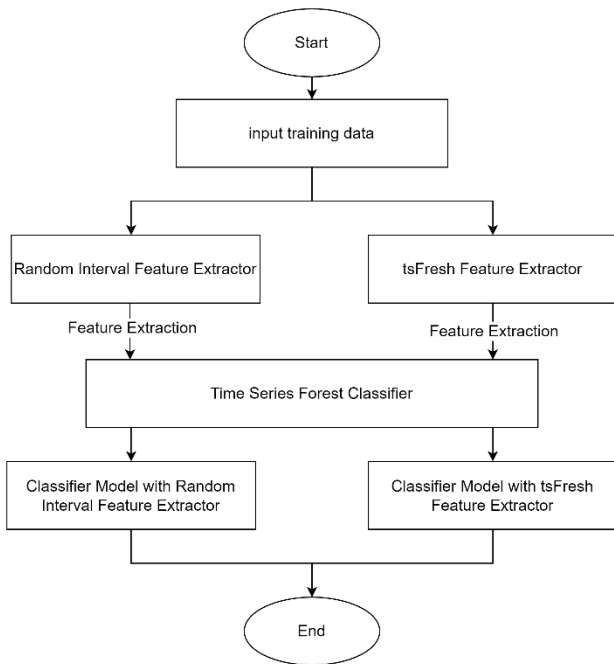 Start
input training data
Random Interval Feature Extractor
tsFresh Feature Extractor
Feature Extraction
Feature Extraction
Time Series Forest Classifier
Classifier Model with Random
Interval Feature Extractor
Classifier Model with tsFresh
Feature Extractor
End